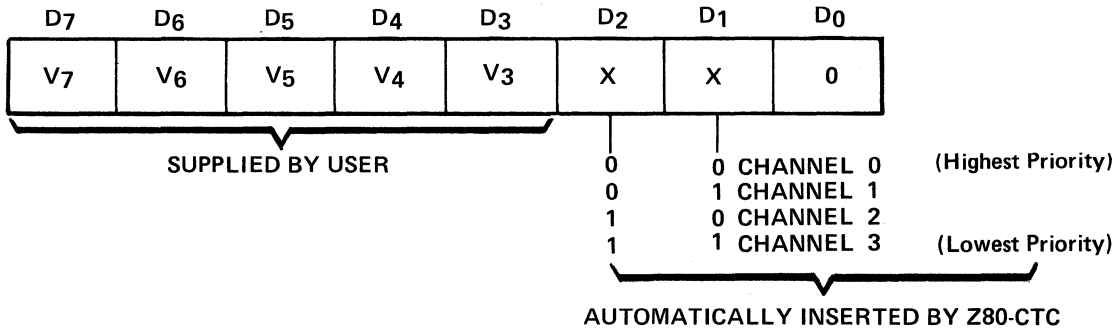 D7 D6 D5 D4 D3 D2 D1 D0
V7 V6 V5 V4 V3 X X 0
SUPPLIED BY USER
0 0 CHANNEL 0 (Highest Priority)
0 1 CHANNEL 1
1 0 CHANNEL 2
1 1 CHANNEL 3 (Lowest Priority)
AUTOMATICALLY INSERTED BY Z80-CTC